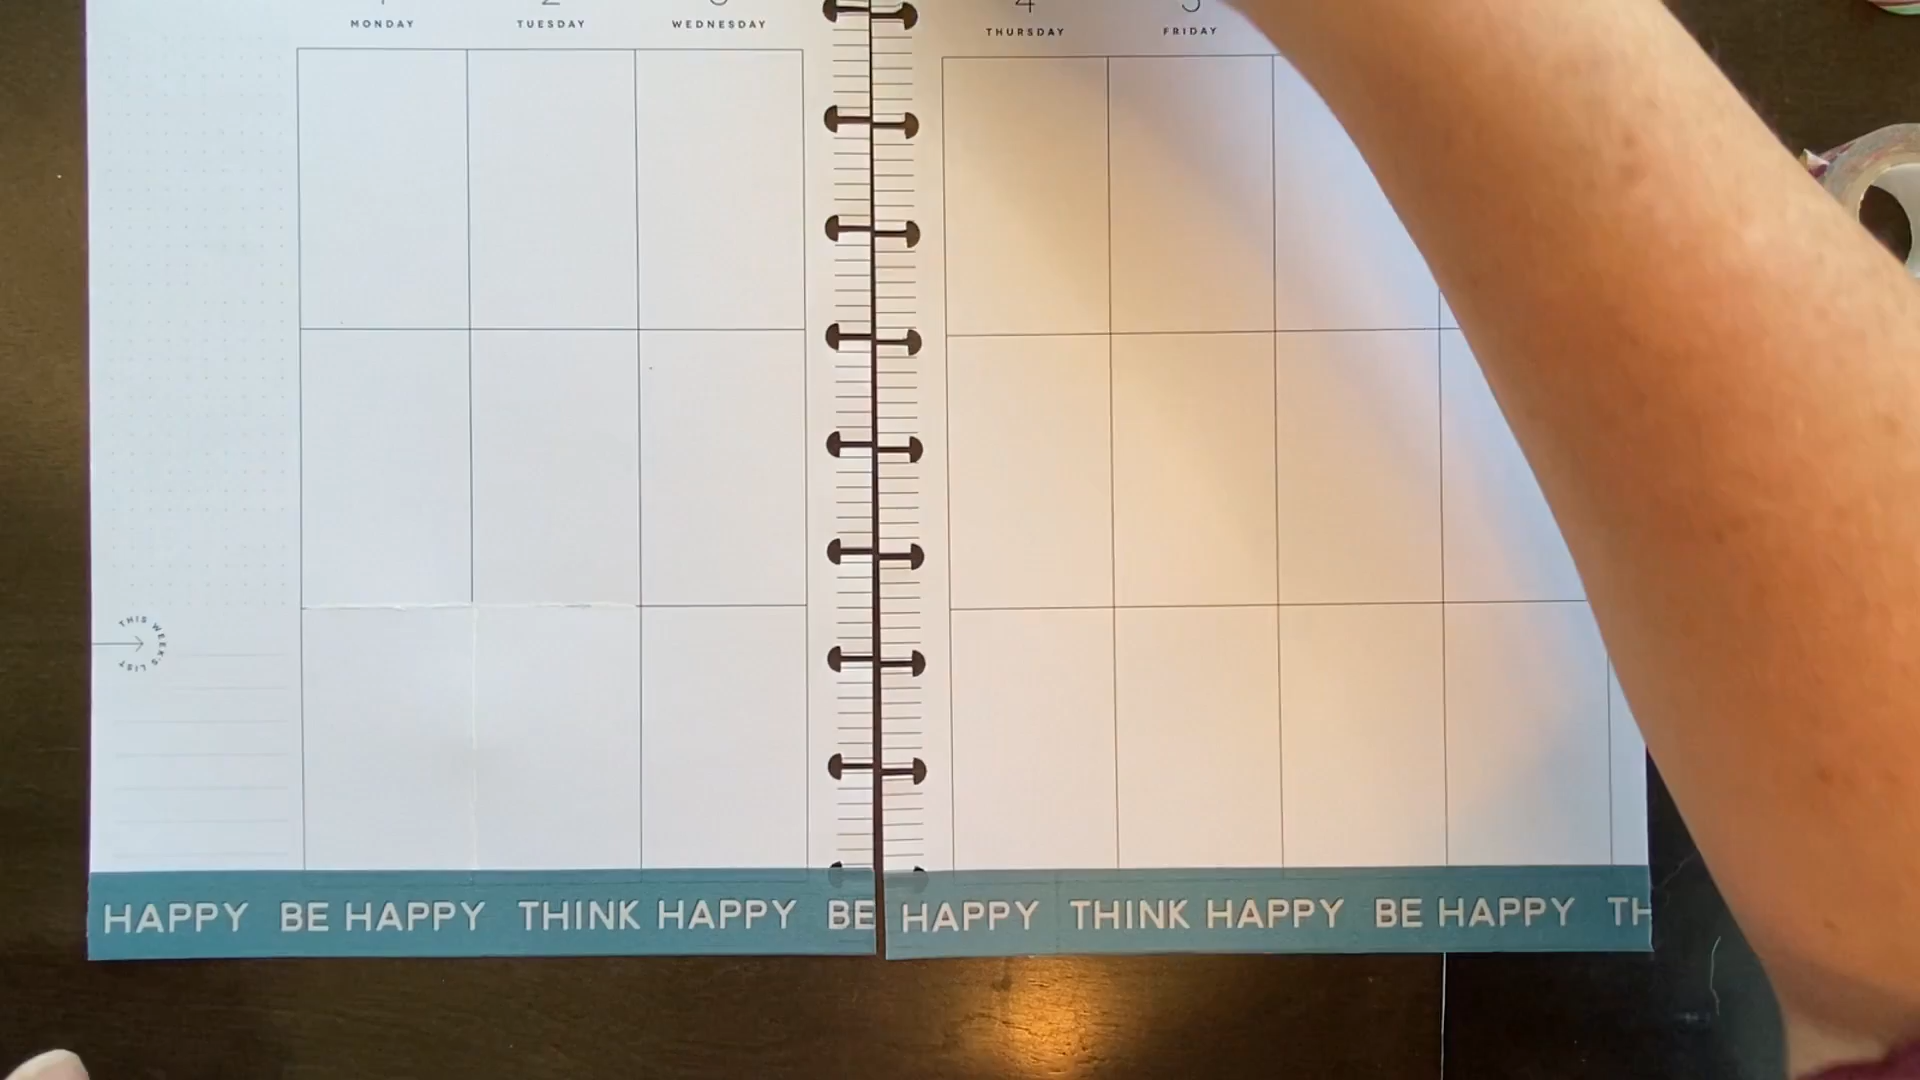 MONDAY TUESDAY WEDNESDAY
4 5
THURSDAY FRIDAY
THIS WEEK'S LIST
HAPPY BE HAPPY THINK HAPPY BE
HAPPY THINK HAPPY BE HAPPY TH